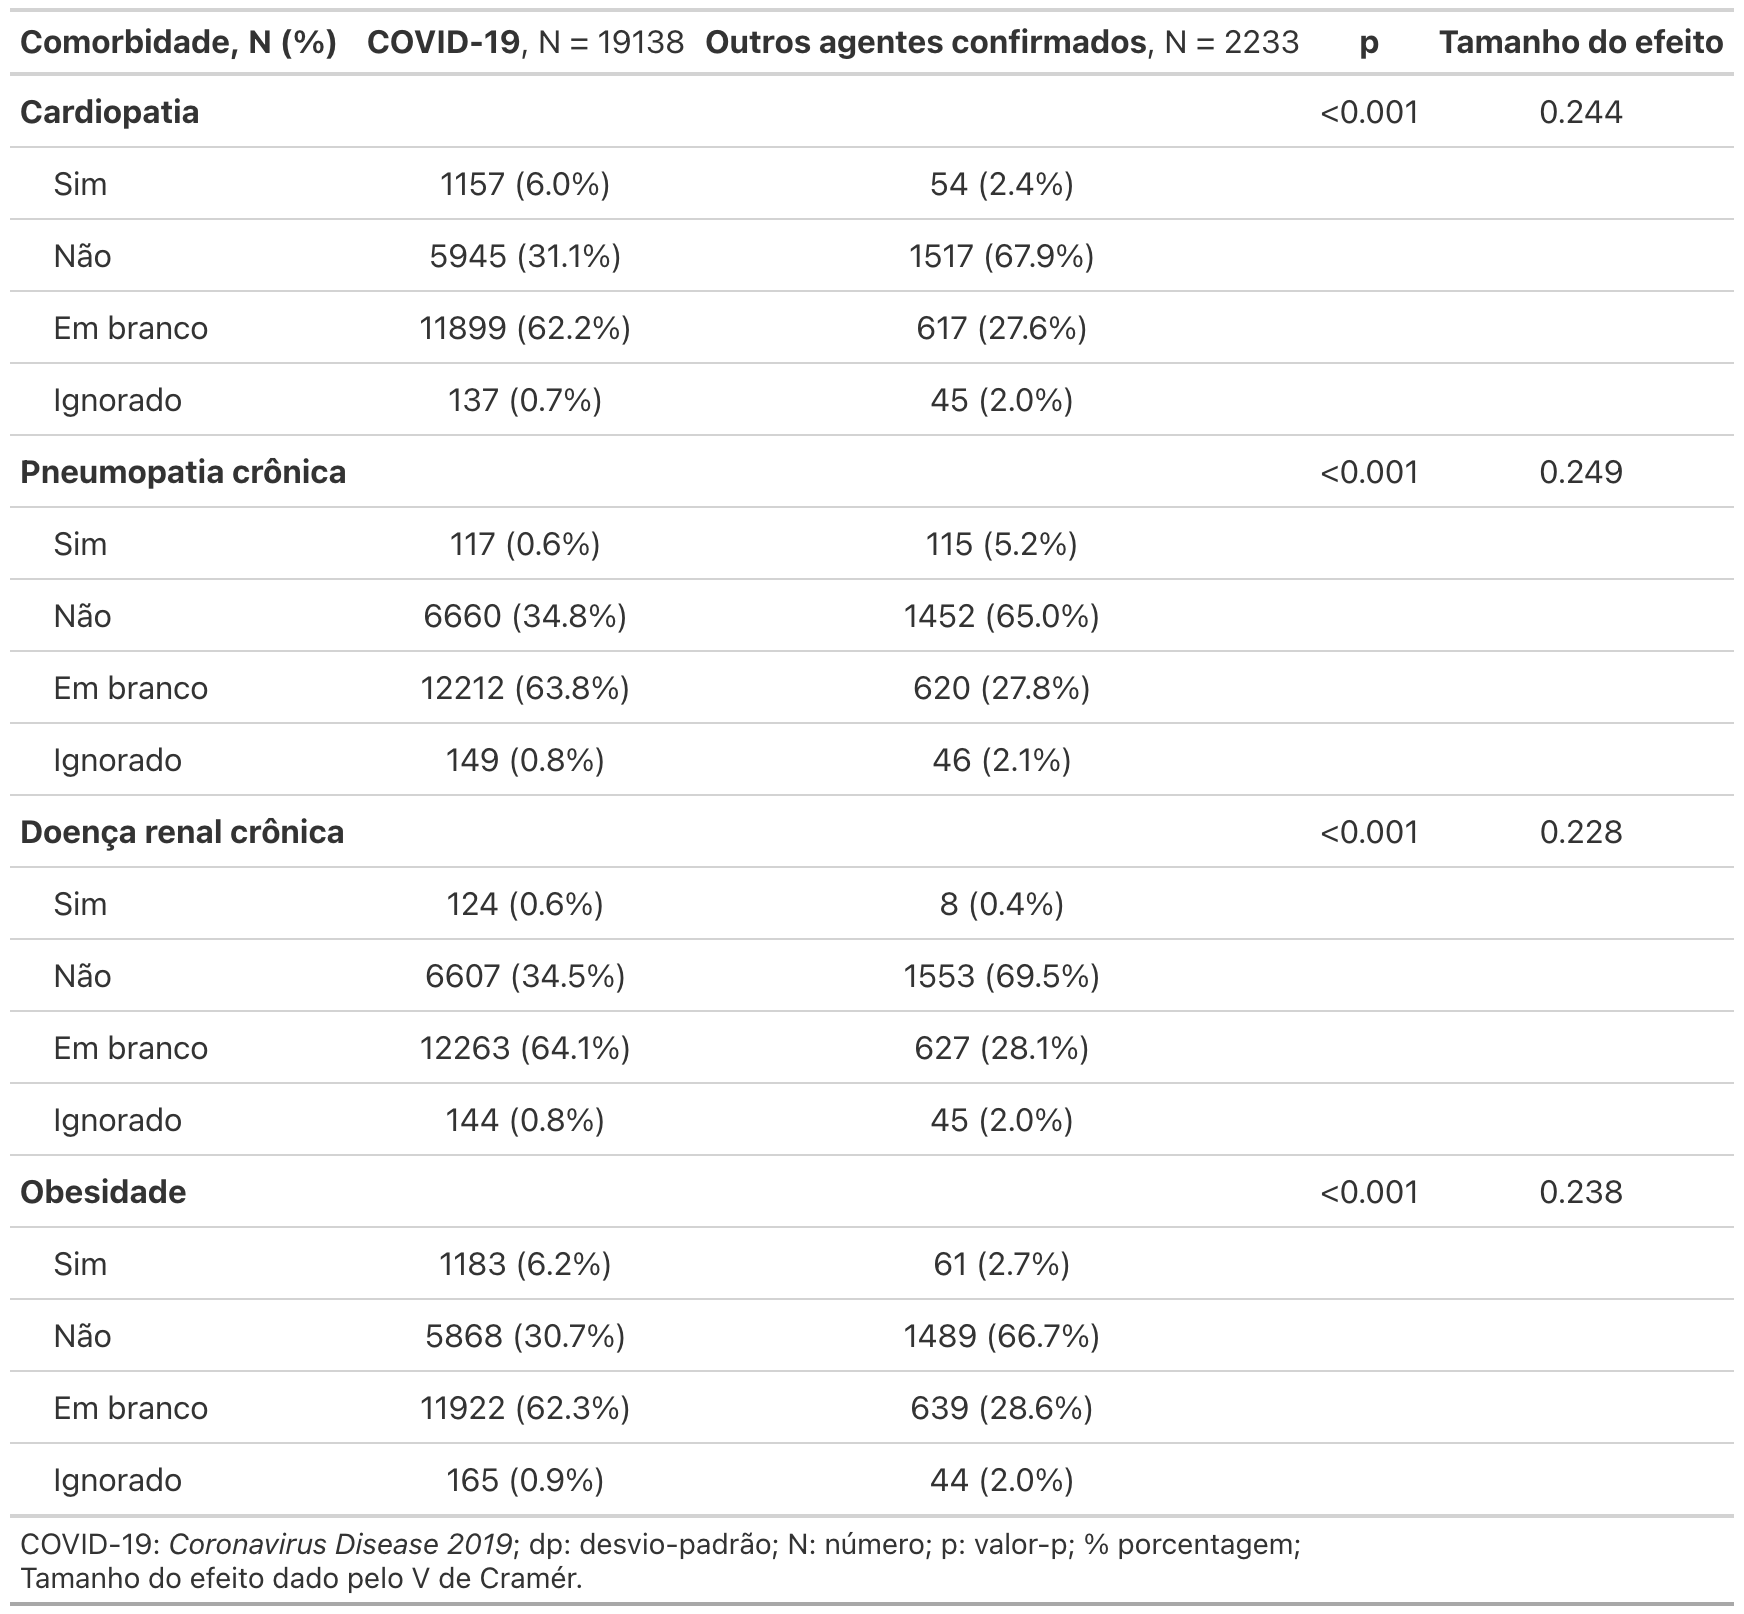 Comorbidade, N (%) COVID-19, N = 19138 Outros agentes confirmados, N = 2233 p Tamanho do efeito
Cardiopatia <0.001 0.244
Sim 1157 (6.0%) 54 (2.4%)
Não 5945 (31.1%) 1517 (67.9%)
Em branco 11899 (62.2%) 617 (27.6%)
Ignorado 137 (0.7%) 45 (2.0%)
Pneumopatia crônica <0.001 0.249
Sim 117 (0.6%) 115 (5.2%)
Não 6660 (34.8%) 1452 (65.0%)
Em branco 12212 (63.8%) 620 (27.8%)
Ignorado 149 (0.8%) 46 (2.1%)
Doença renal crônica <0.001 0.228
Sim 124 (0.6%) 8 (0.4%)
Não 6607 (34.5%) 1553 (69.5%)
Em branco 12263 (64.1%) 627 (28.1%)
Ignorado 144 (0.8%) 45 (2.0%)
Obesidade <0.001 0.238
Sim 1183 (6.2%) 61 (2.7%)
Não 5868 (30.7%) 1489 (66.7%)
Em branco 11922 (62.3%) 639 (28.6%)
Ignorado 165 (0.9%) 44 (2.0%)
COVID-19: Coronavirus Disease 2019; dp: desvio-padrão; N: número; p: valor-p; % porcentagem;
Tamanho do efeito dado pelo V de Cramér.